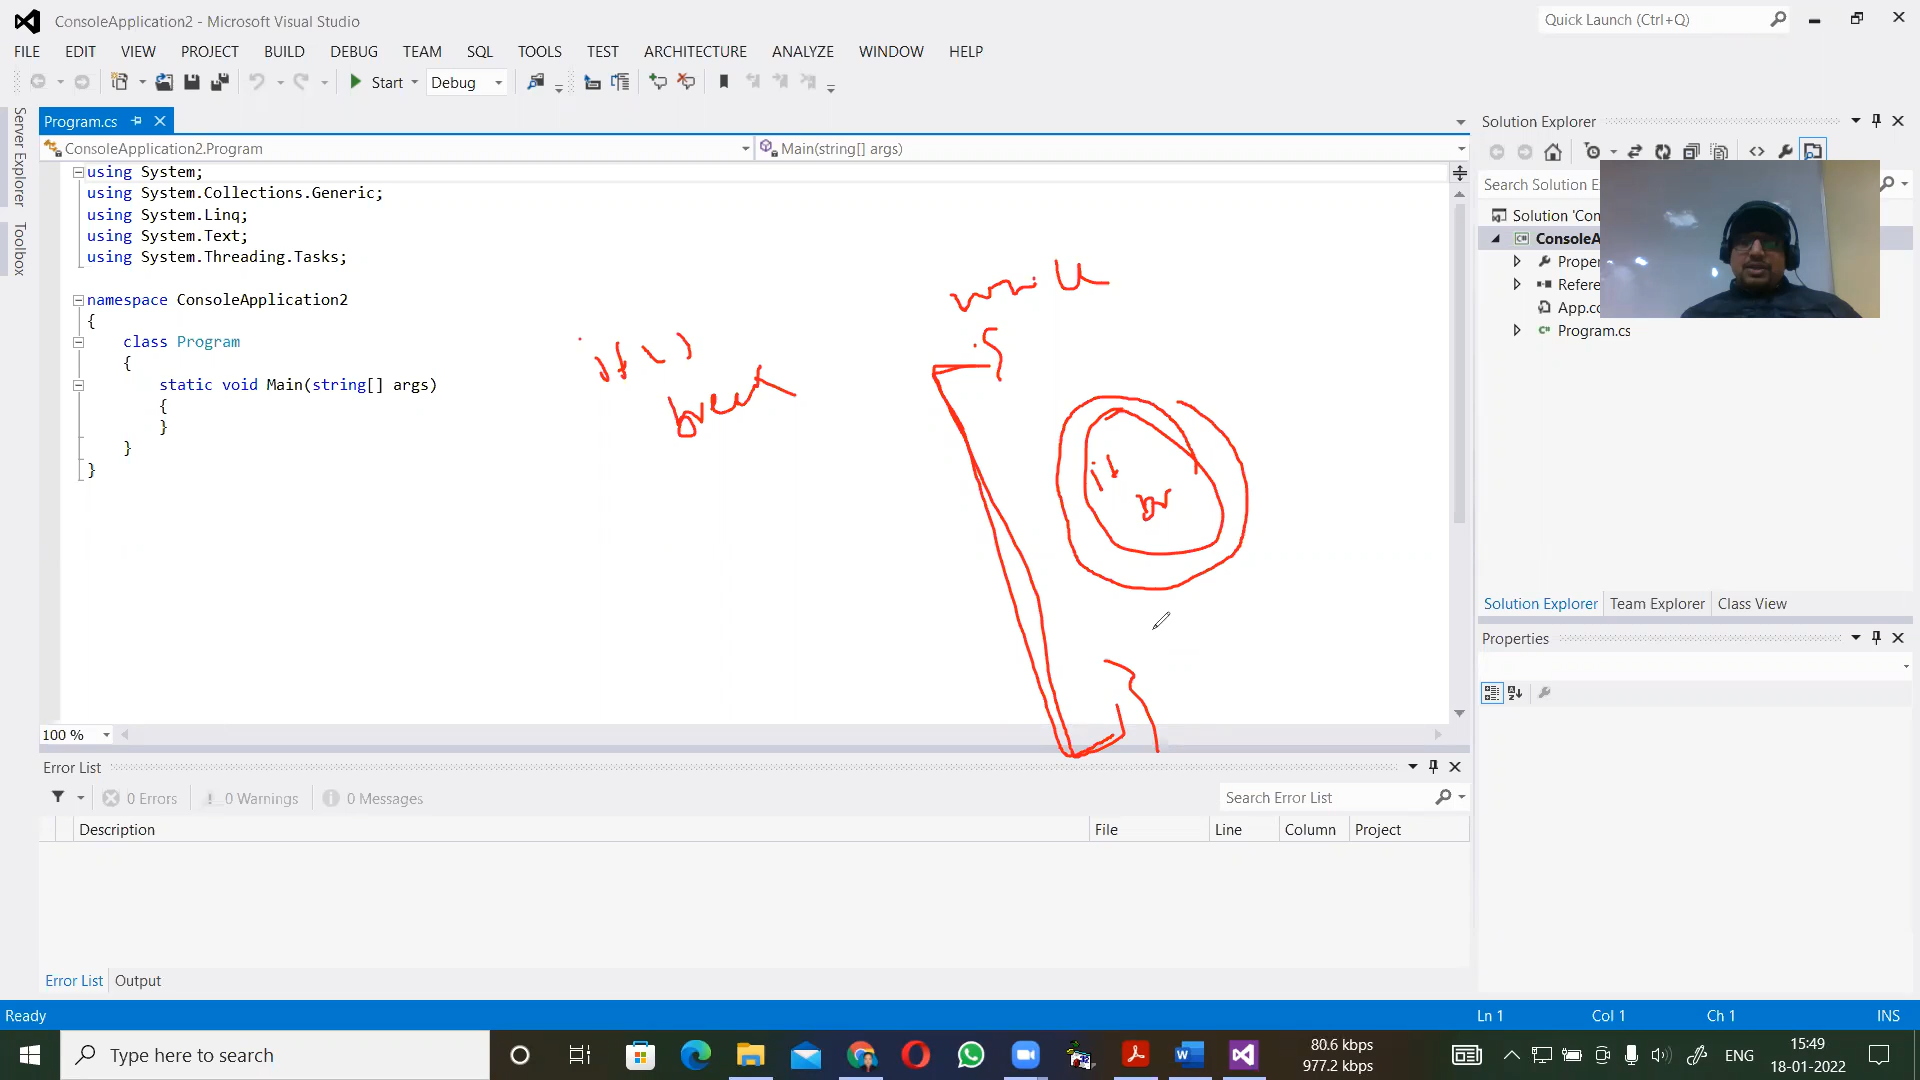 ConsoleApplication2 - Microsoft Visual Studio
Quick Launch (Ctrl+Q)
FILE EDIT VIEW PROJECT BUILD DEBUG TEAM SQL TOOLS TEST ARCHITECTURE ANALYZE WINDOW HELP
Start Debug
Server Explorer
Toolbox
Program.cs
ConsoleApplication2.Program
Main(string[] args)
using System;
using System.Collections.Generic;
using System.Linq;
using System.Text;
using System.Threading.Tasks;
namespace ConsoleApplication2
{
class Program
{
static void Main(string[] args)
{
}
}
}
while
{
if ( )
break
if
br
}
100 %
Solution Explorer
Search Solution E
Solution 'Con
ConsoleA
Proper
Refere
App.co
Program.cs
Solution Explorer Team Explorer Class View
Properties
Error List
0 Errors 0 Warnings 0 Messages
Search Error List
Description File Line Column Project
Error List Output
Ready Ln 1 Col 1 Ch 1 INS
Type here to search
80.6 kbps
977.2 kbps
ENG
15:49
18-01-2022